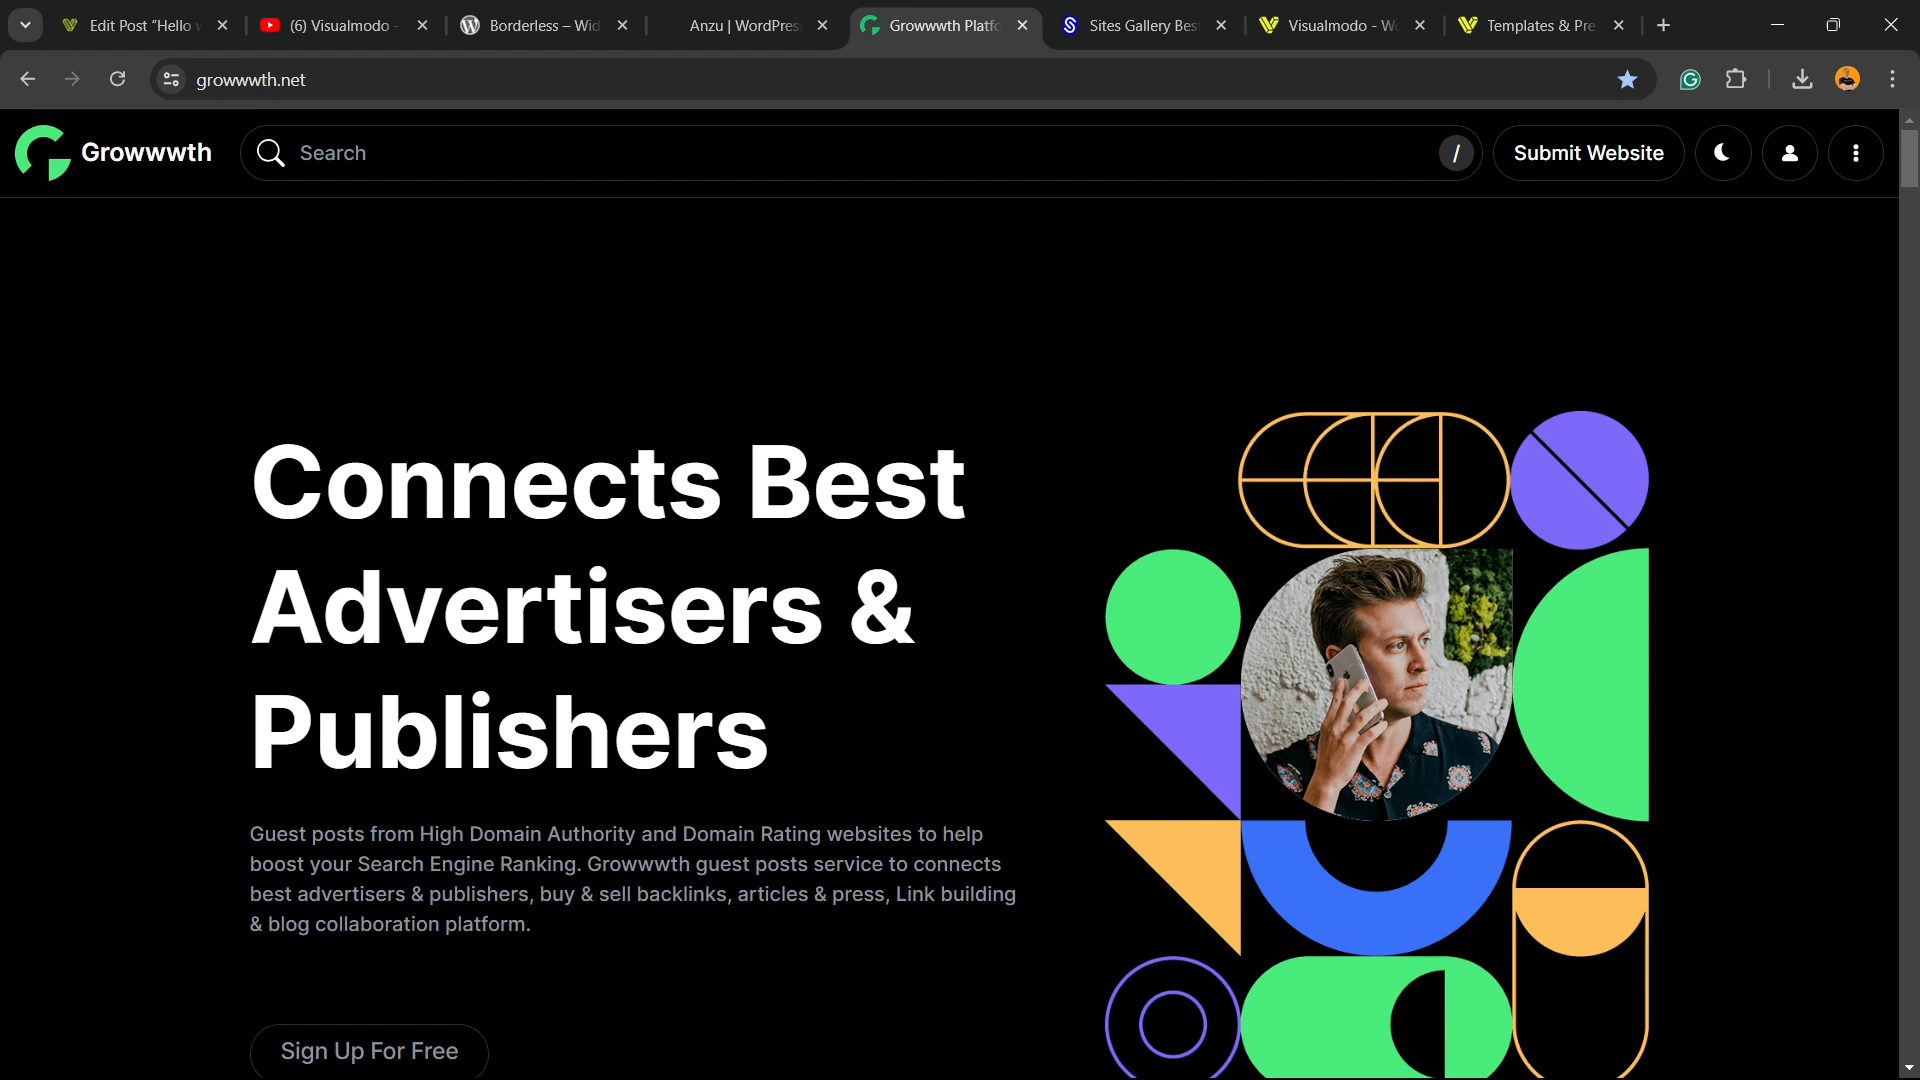 Edit Post "Hello w
(6) Visualmodo -
Borderless – Wid
Anzu | WordPres
Growwwth Platfo
Sites Gallery Bes
Visualmodo - Wo
Templates & Pre
growwwth.net
Growwwth
Search
/
Submit Website
Connects Best
Advertisers &
Publishers
Guest posts from High Domain Authority and Domain Rating websites to help
boost your Search Engine Ranking. Growwwth guest posts service to connects
best advertisers & publishers, buy & sell backlinks, articles & press, Link building
& blog collaboration platform.
Sign Up For Free